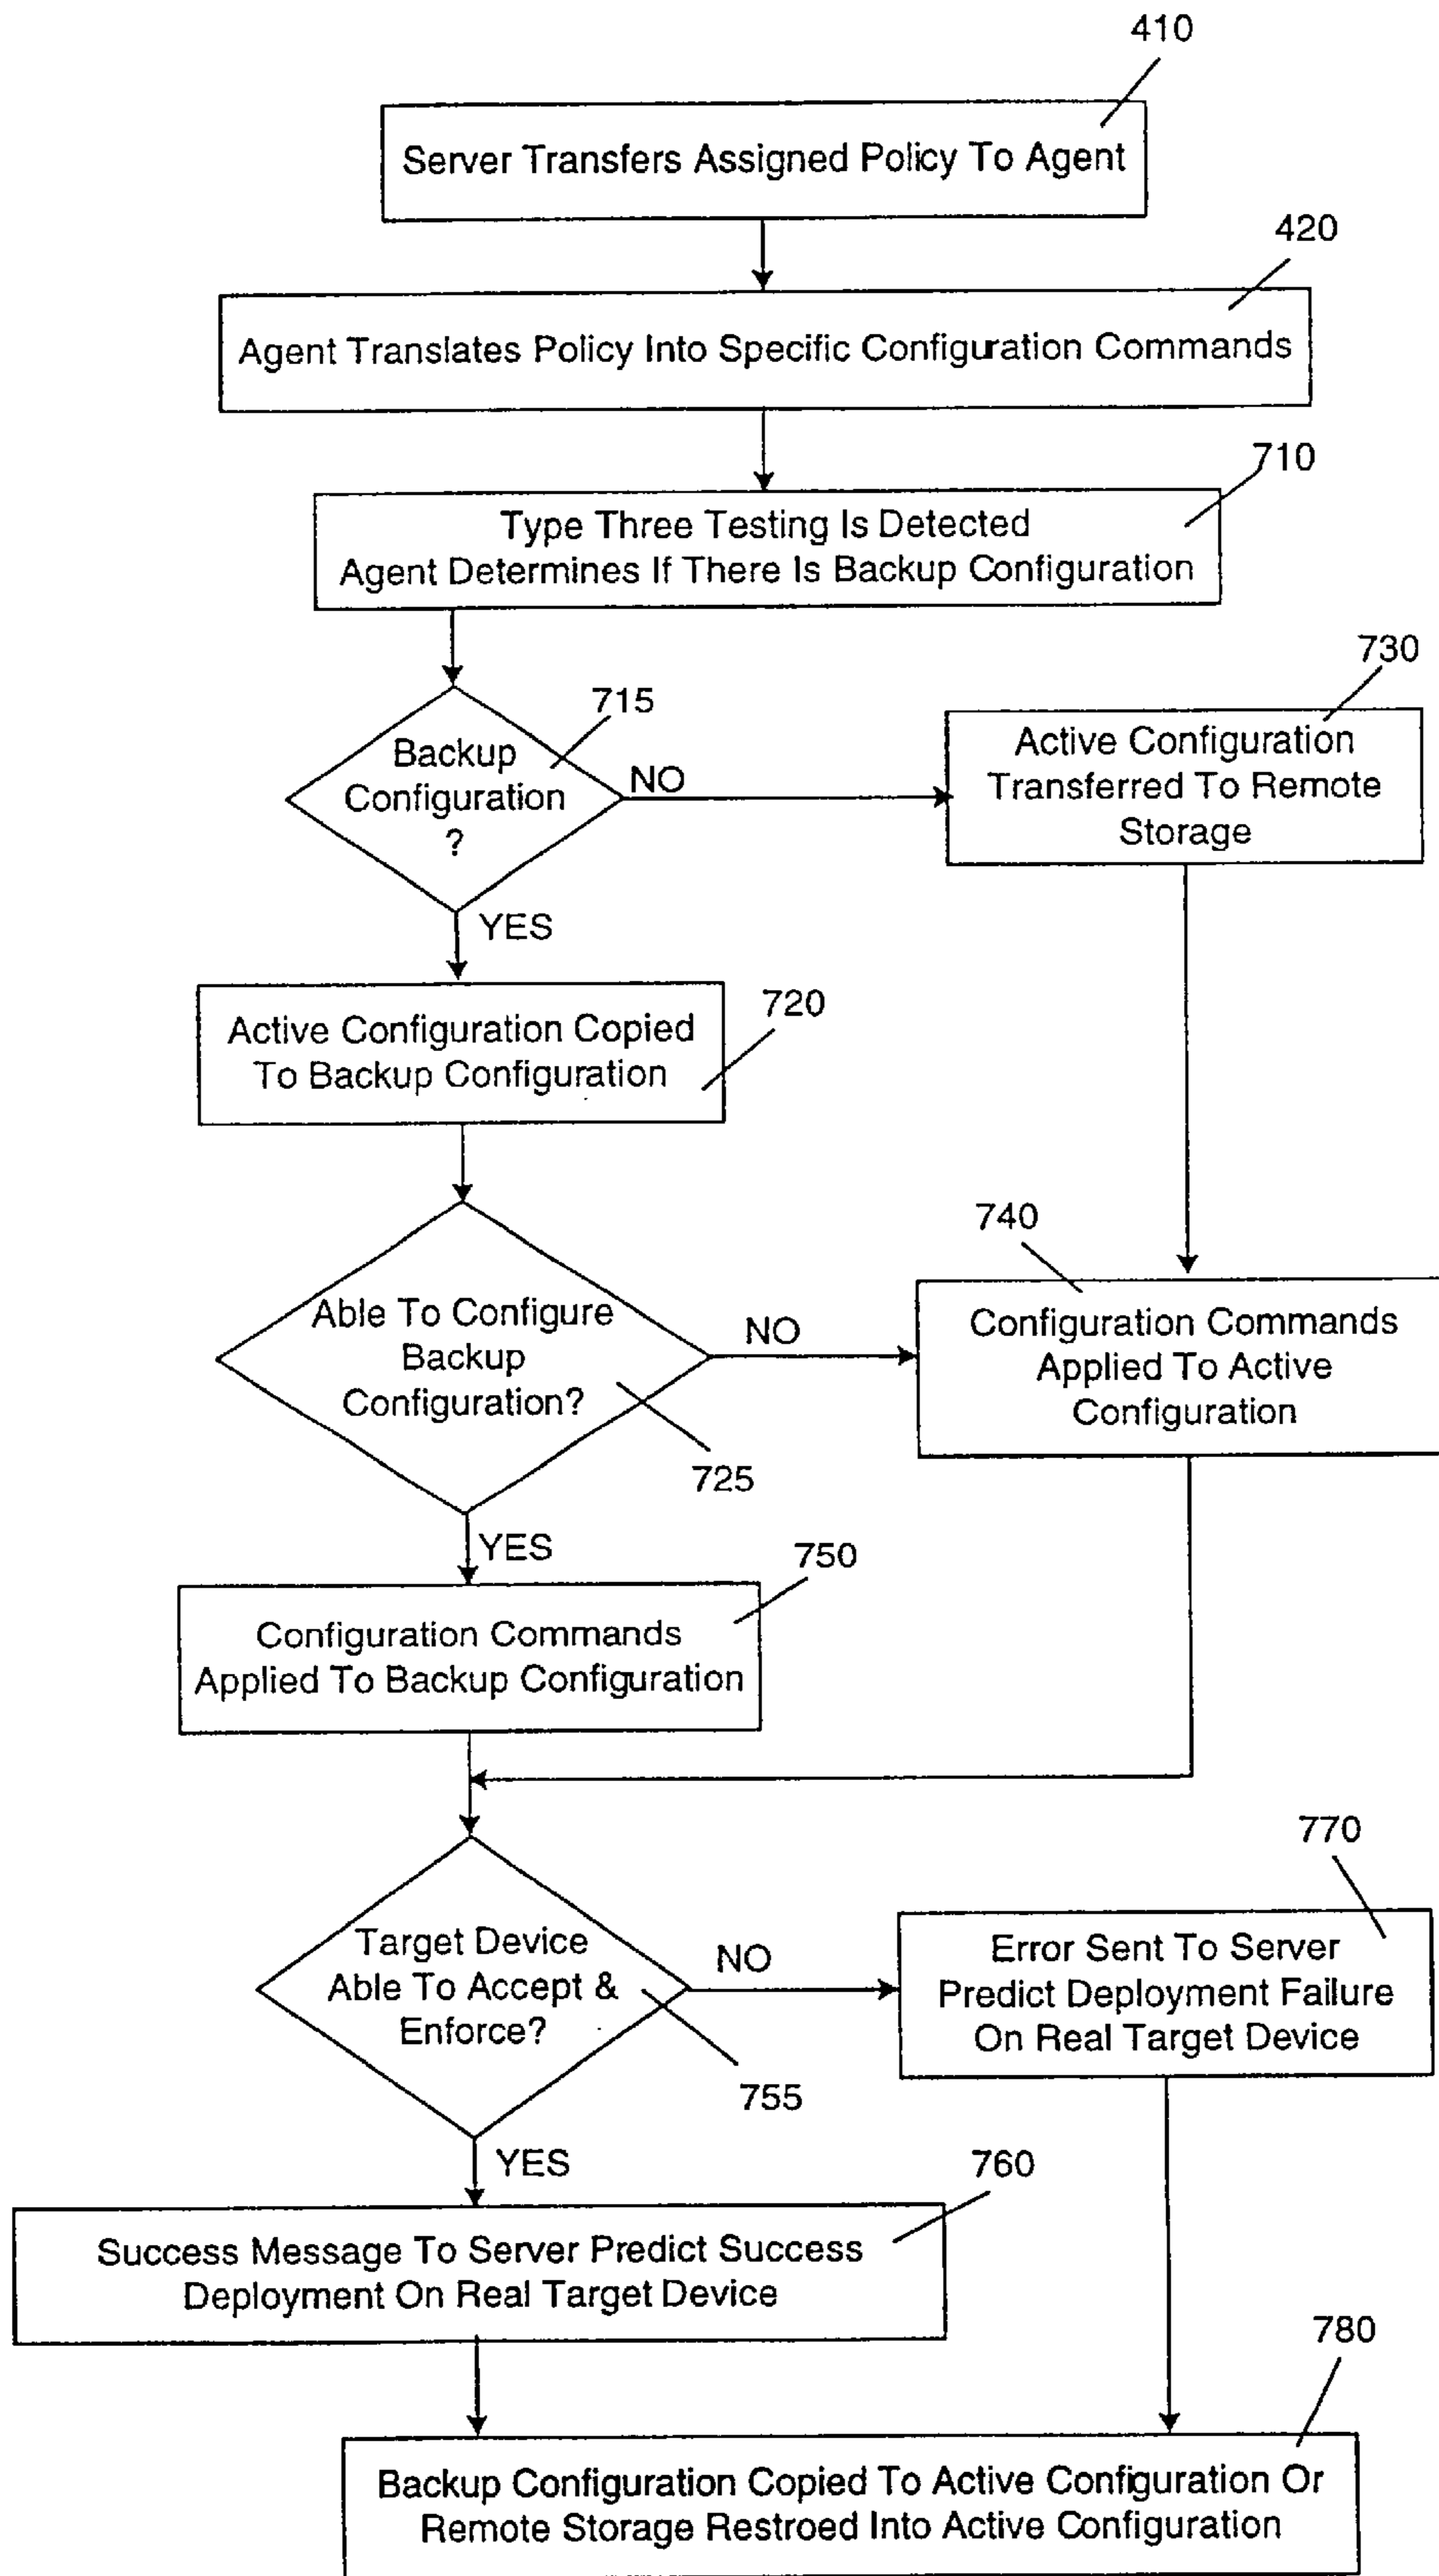 410
Server Transfers Assigned Policy To Agent
420
Agent Translates Policy Into Specific Configuration Commands
710
Type Three Testing Is Detected
Agent Determines If There Is Backup Configuration
715
Backup
Configuration
?
NO
730
Active Configuration
Transferred To Remote
Storage
YES
720
Active Configuration Copied
To Backup Configuration
Able To Configure
Backup
Configuration?
725
NO
740
Configuration Commands
Applied To Active
Configuration
YES
750
Configuration Commands
Applied To Backup Configuration
Target Device
Able To Accept &
Enforce?
755
NO
770
Error Sent To Server
Predict Deployment Failure
On Real Target Device
YES
760
Success Message To Server Predict Success
Deployment On Real Target Device
780
Backup Configuration Copied To Active Configuration Or
Remote Storage Restroed Into Active Configuration